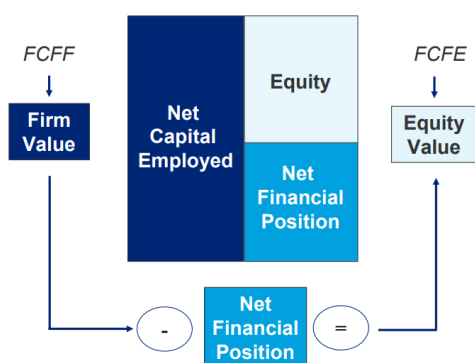 FCFF
Firm
Value
Net
Capital
Employed
Equity
Net
Financial
Position
FCFE
Equity
Value
-
Net
Financial
Position
=